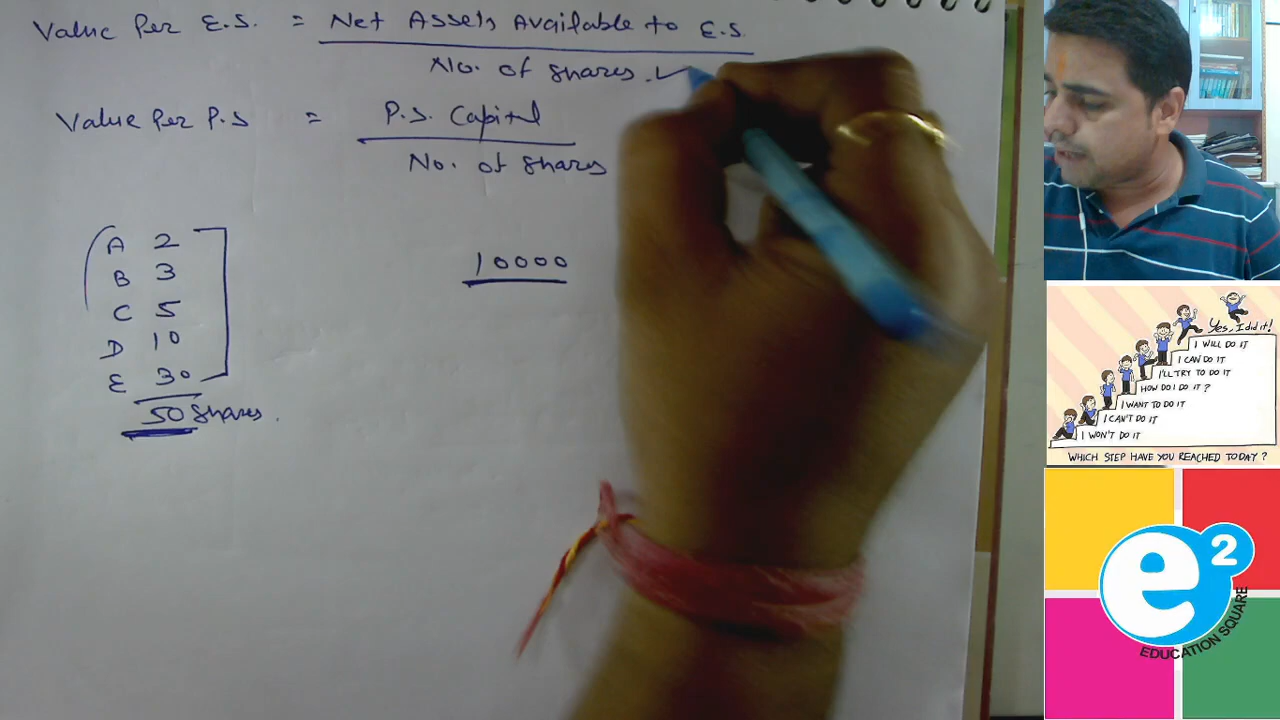 Value Per E.S. = Net Assets Available to E.S.
No. of Shares.
Value Per P.S = P.S. Capital
No. of Shares
A 2
B 3
C 5
D 10
E 30
50 Shares.
10000
Yes, I did it!
I WILL DO IT
I CAN DO IT
I'LL TRY TO DO IT
HOW DO I DO IT?
I WANT TO DO IT
I CAN'T DO IT
I WON'T DO IT
WHICH STEP HAVE YOU REACHED TODAY?
e2
EDUCATION SQUARE